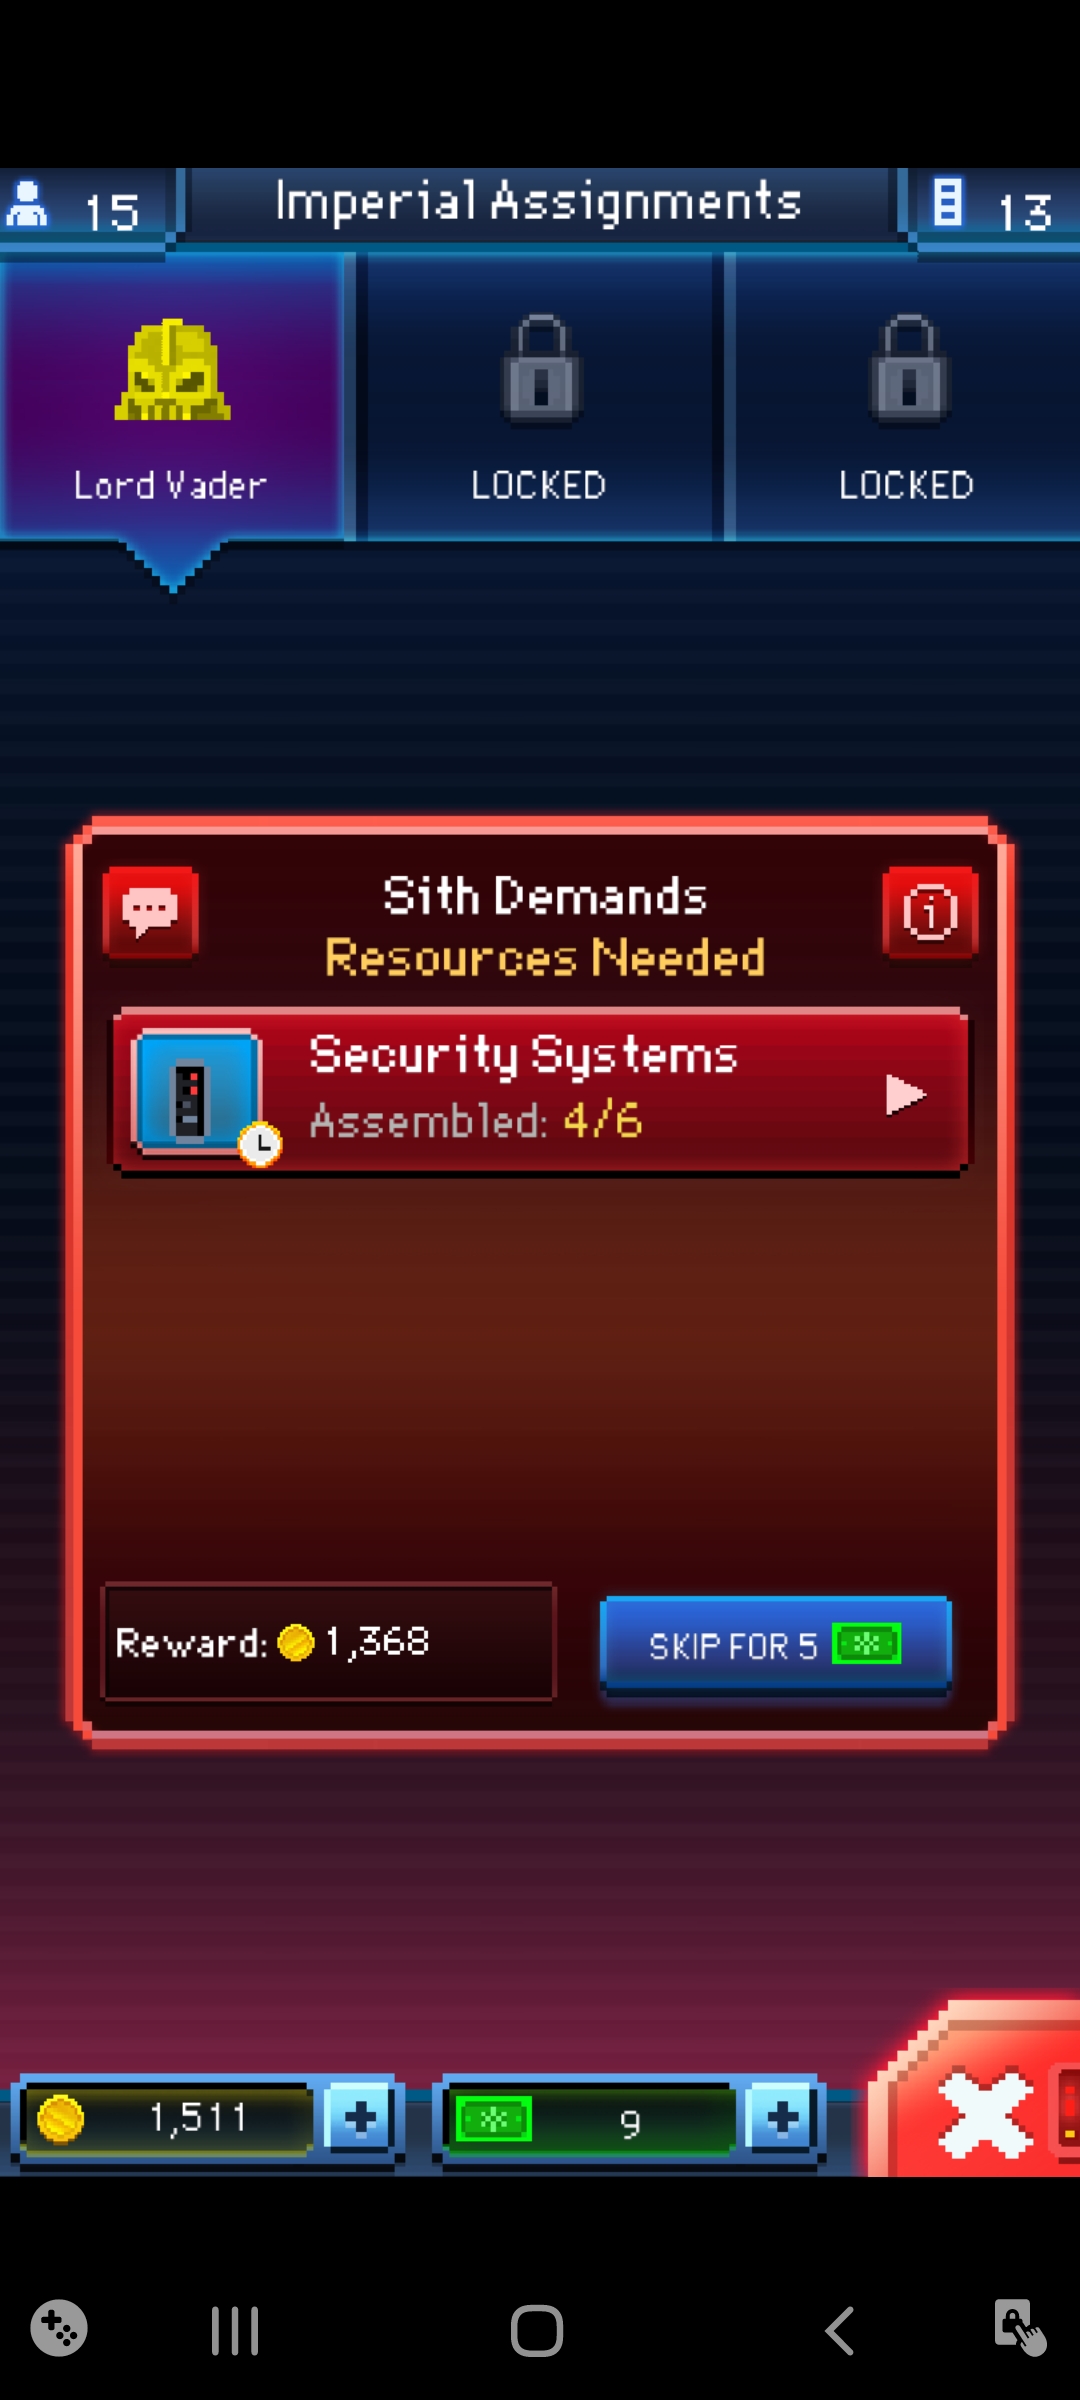 15
Imperial Assignments
13
Lord Vader
LOCKED
LOCKED
Sith Demands
Resources Needed
Security Systems
Assembled: 4/6
Reward: 1,368
SKIP FOR 5
1,511
9